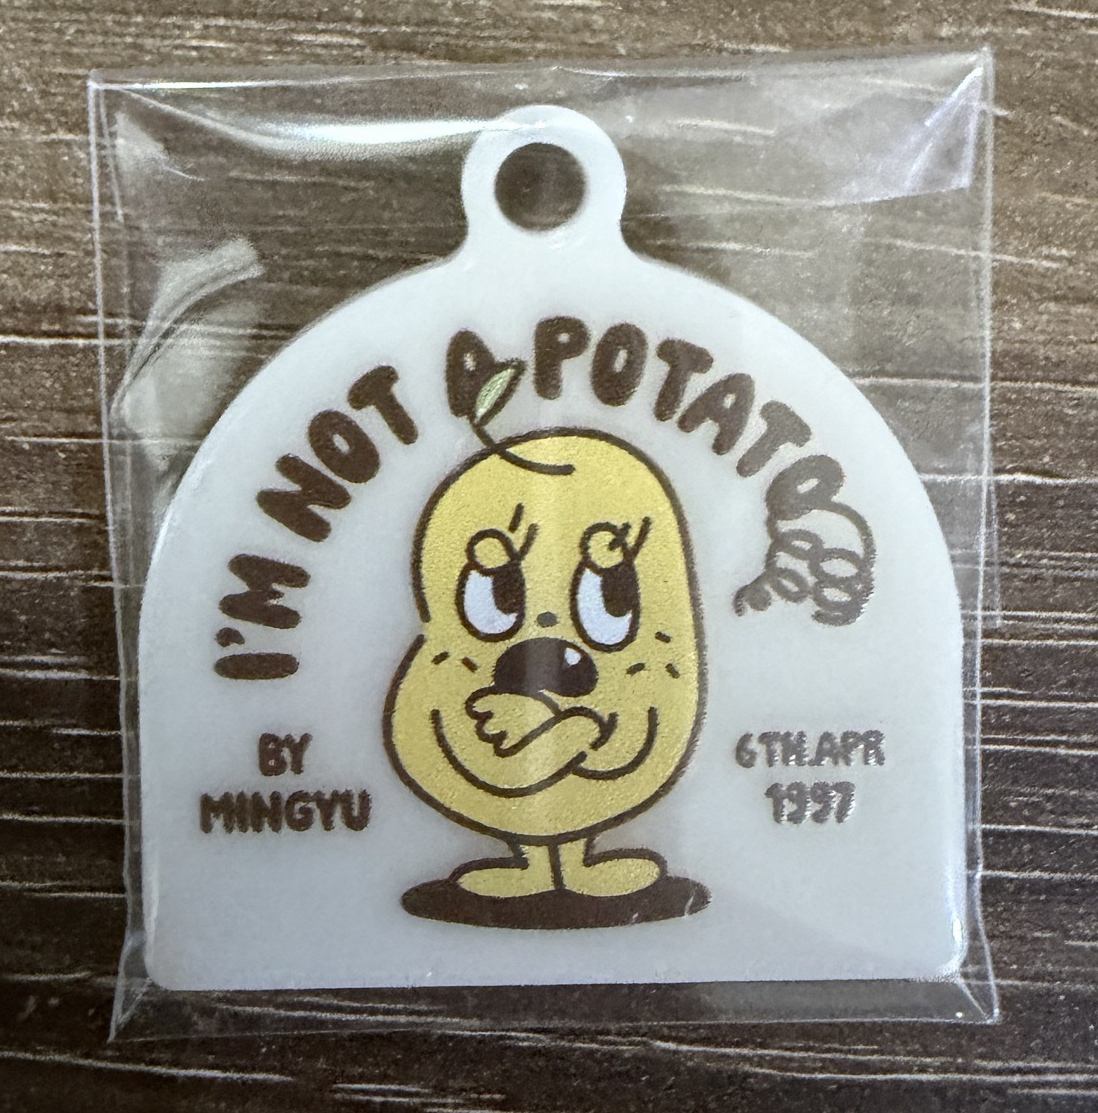 I'M NOT A POTATO
BY
MINGYU
6TH.APR
1997